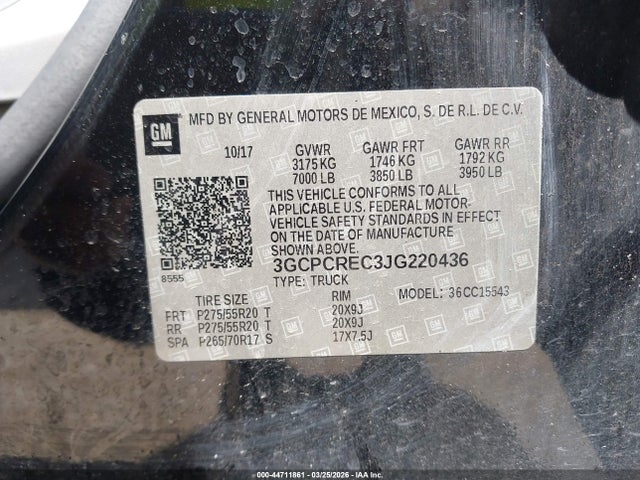 GM
MFD BY GENERAL MOTORS DE MEXICO, S. DE R.L. DE C.V.
10/17 GVWR GAWR FRT GAWR RR
3175 KG 1746 KG 1792 KG
7000 LB 3850 LB 3950 LB
THIS VEHICLE CONFORMS TO ALL
APPLICABLE U.S. FEDERAL MOTOR-
VEHICLE SAFETY STANDARDS IN EFFECT
ON THE DATE OF MANUFACTURE
SHOWN ABOVE.
8555
3GCPCREC3JG220436
TYPE: TRUCK MODEL: 36CC15543
TIRE SIZE RIM
FRT P275/55R20 T 20X9J
RR P275/55R20 T 20X9J
SPA P265/70R17 S 17X7.5J
000-44711861 - 03/25/2026 - IAAI.COM